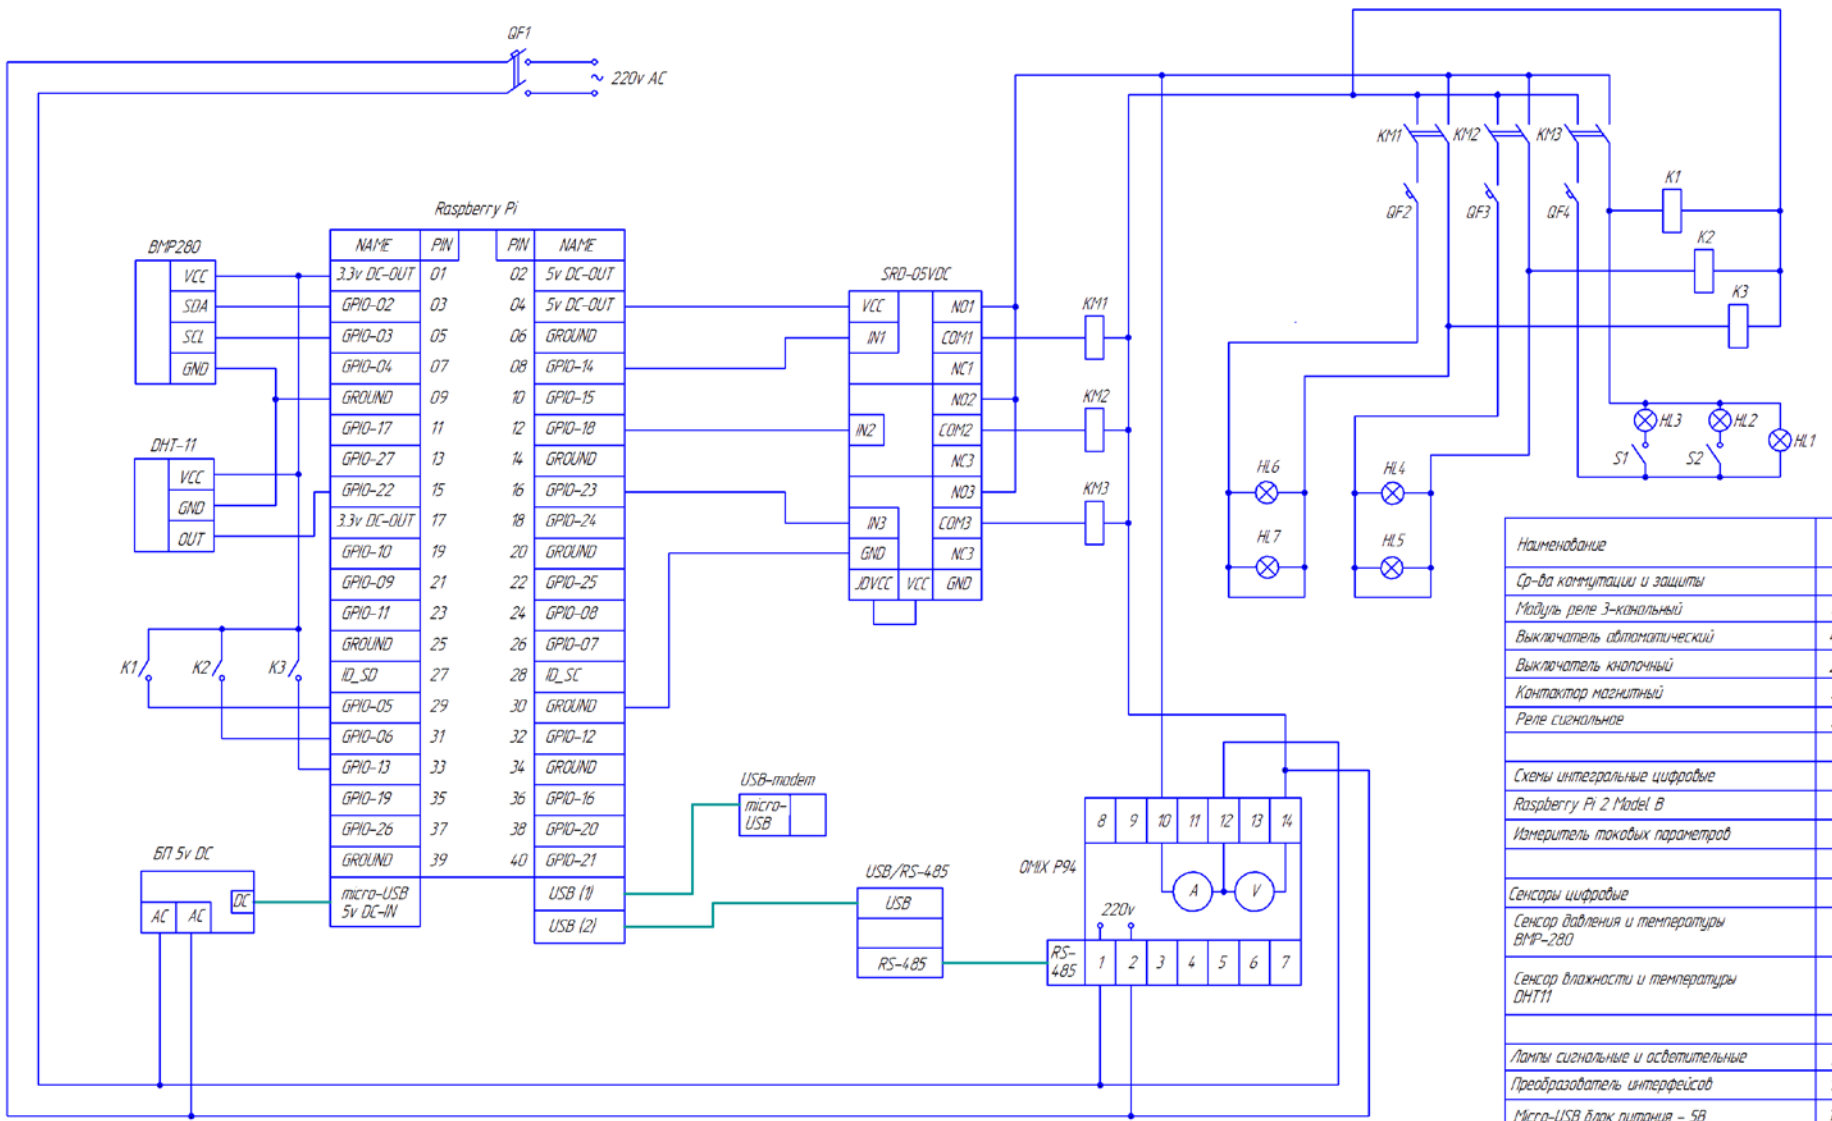 QF1
220v AC
Raspberry Pi
NAME PIN PIN NAME
3.3v DC-OUT 01 02 5v DC-OUT
GPIO-02 03 04 5v DC-OUT
GPIO-03 05 06 GROUND
GPIO-04 07 08 GPIO-14
GROUND 09 10 GPIO-15
GPIO-17 11 12 GPIO-18
GPIO-27 13 14 GROUND
GPIO-22 15 16 GPIO-23
3.3v DC-OUT 17 18 GPIO-24
GPIO-10 19 20 GROUND
GPIO-09 21 22 GPIO-25
GPIO-11 23 24 GPIO-08
GROUND 25 26 GPIO-07
ID_SD 27 28 ID_SC
GPIO-05 29 30 GROUND
GPIO-06 31 32 GPIO-12
GPIO-13 33 34 GROUND
GPIO-19 35 36 GPIO-16
GPIO-26 37 38 GPIO-20
GROUND 39 40 GPIO-21
micro-USB
5v DC-IN
USB (1)
USB (2)
BMP280
VCC
SDA
SCL
GND
DHT-11
VCC
GND
OUT
K1
K2
K3
БП 5v DC
DC
AC AC
USB-modem
micro-
USB
USB/RS-485
USB
RS-485
SRD-05VDC
VCC NO1
IN1 COM1
NC1
NO2
IN2 COM2
NC3
NO3
IN3 COM3
GND NC3
JDVCC VCC GND
KM1
KM2
KM3
OMIX P94
8 9 10 11 12 13 14
A V
220v
RS-
485
1 2 3 4 5 6 7
KM1 KM2 KM3
QF2 QF3 QF4
K1
K2
K3
HL3 HL2 HL1
S1 S2
HL6 HL4
HL7 HL5
Наименование
Ср-ва коммутации и защиты
Модуль реле 3-канальный
Выключатель автоматический
Выключатель кнопочный
Контактор магнитный
Реле сигнальное
Схемы интегральные цифровые
Raspberry Pi 2 Model B
Измеритель токовых параметров
Сенсоры цифровые
Сенсор давления и температуры
BMP-280
Сенсор влажности и температуры
DHT11
Лампы сигнальные и осветительные
Преобразователь интерфейсов
Micro-USB блок питания - 5В